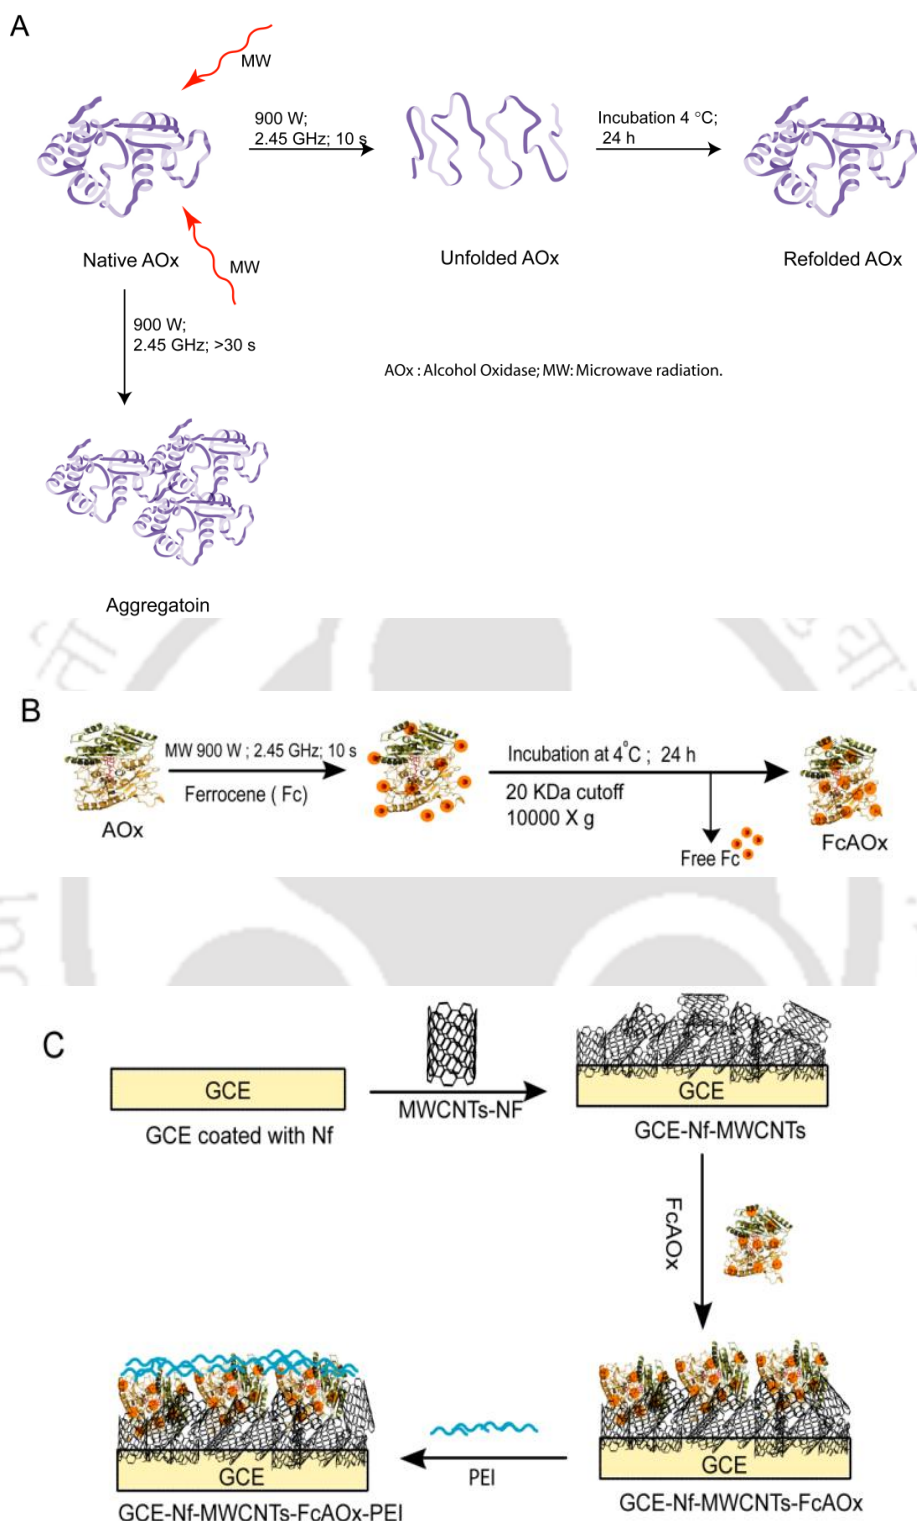 A
MW
900 W;
2.45 GHz; 10 s
Incubation 4 °C;
24 h
Native AOx
MW
Unfolded AOx
Refolded AOx
900 W;
2.45 GHz; >30 s
AOx : Alcohol Oxidase; MW: Microwave radiation.
Aggregatoin
B
MW 900 W ; 2.45 GHz; 10 s
Ferrocene ( Fc)
AOx
Incubation at 4°C ; 24 h
20 KDa cutoff
10000 X g
Free Fc
FcAOx
C
GCE
GCE coated with Nf
MWCNTs-NF
GCE
GCE-Nf-MWCNTs
FcAOx
GCE
GCE-Nf-MWCNTs-FcAOx
PEI
GCE
GCE-Nf-MWCNTs-FcAOx-PEI